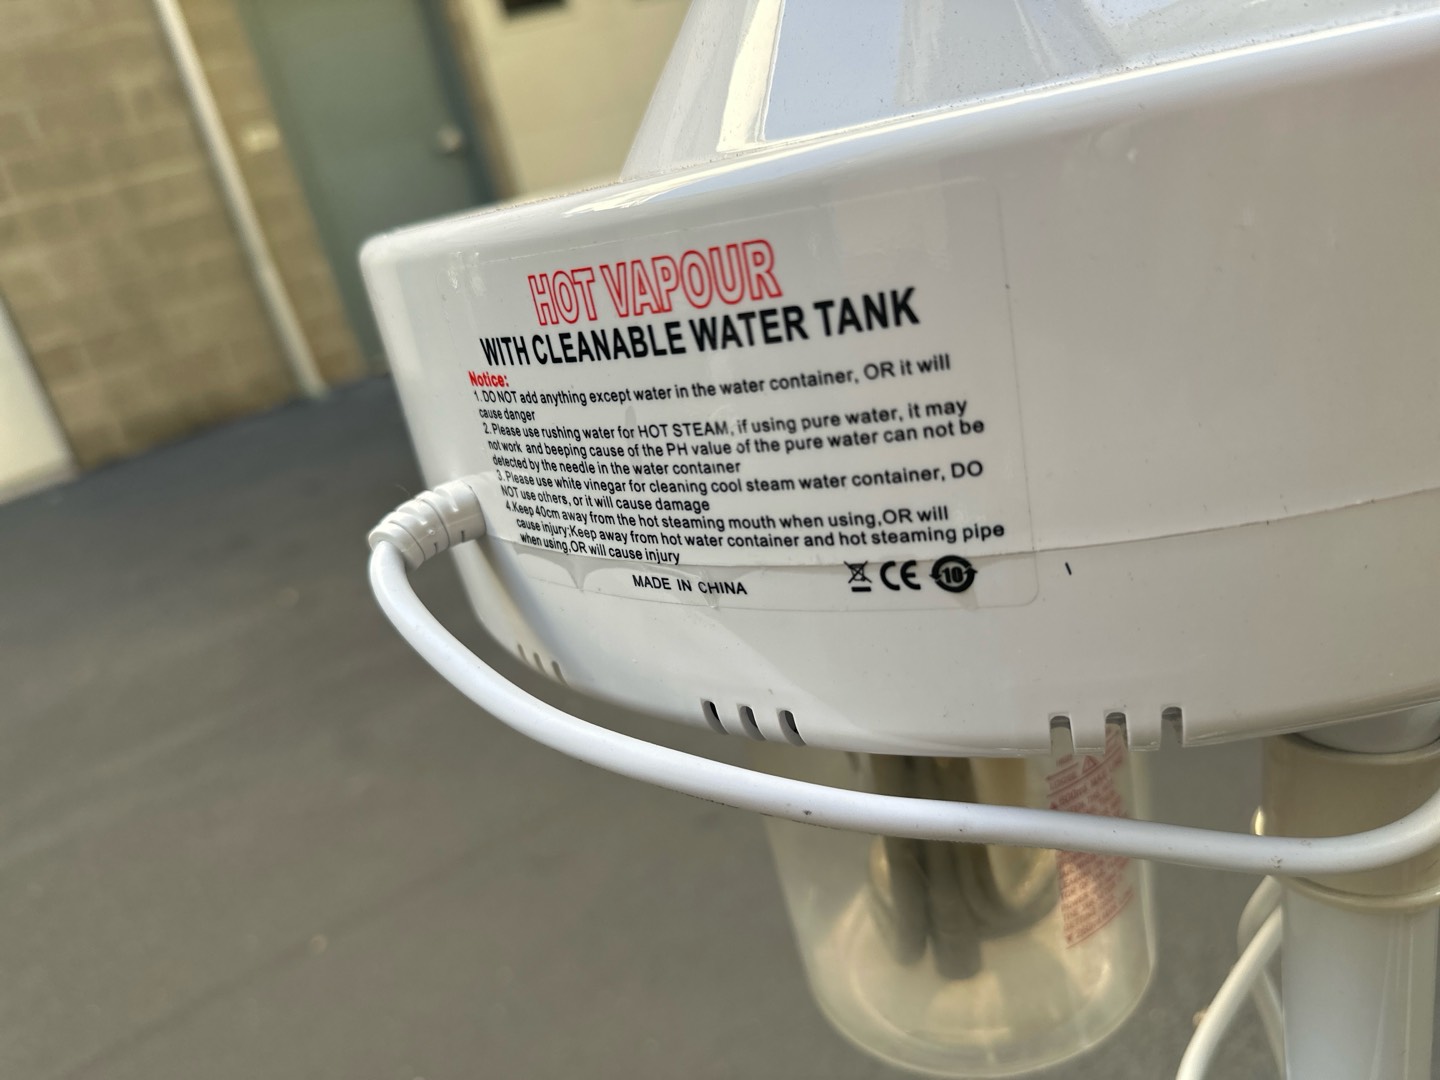 HOT VAPOUR
WITH CLEANABLE WATER TANK
Notice:
1. DO NOT add anything except water in the water container, OR it will
cause danger
2. Please use rushing water for HOT STEAM, if using pure water, it may
not work and beeping cause of the PH value of the pure water can not be
detected by the needle in the water container
3. Please use white vinegar for cleaning cool steam water container, DO
NOT use others, or it will cause damage
4.Keep 40cm away from the hot steaming mouth when using,OR will
cause injury;Keep away from hot water container and hot steaming pipe
when using,OR will cause injury
MADE IN CHINA
CE 10